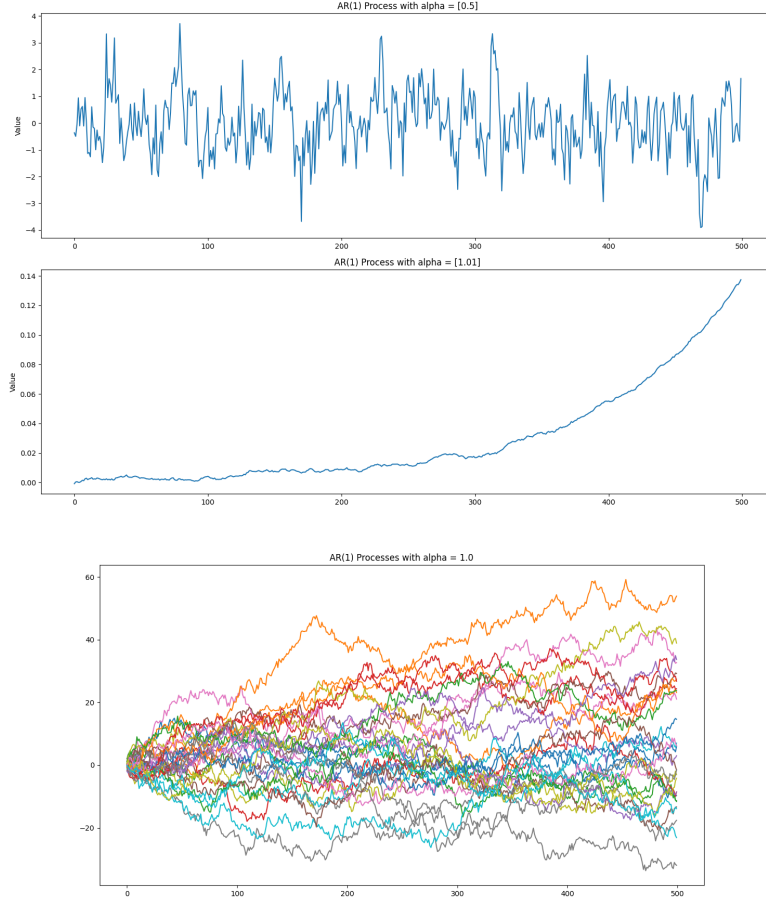 AR(1) Process with alpha = [0.5]
4
3
2
1
0
−1
−2
−3
−4
Value
0 100 200 300 400 500
AR(1) Process with alpha = [1.01]
0.14
0.12
0.10
0.08
0.06
0.04
0.02
0.00
Value
0 100 200 300 400 500
AR(1) Processes with alpha = 1.0
60
40
20
0
−20
0 100 200 300 400 500